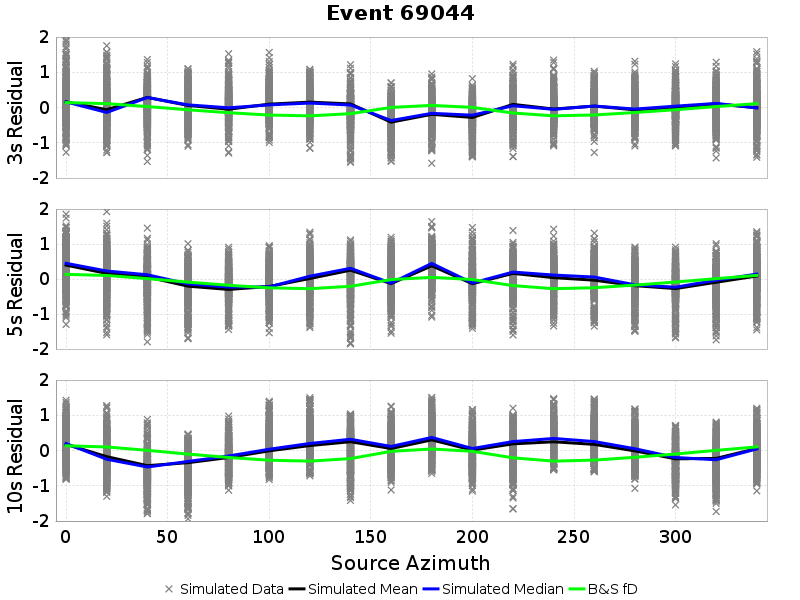 Event 69044
3s Residual
2
1
0
-1
-2
5s Residual
2
1
0
-1
-2
10s Residual
2
1
0
-1
-2
0 50 100 150 200 250 300
Source Azimuth
Simulated Data Simulated Mean Simulated Median B&S fD